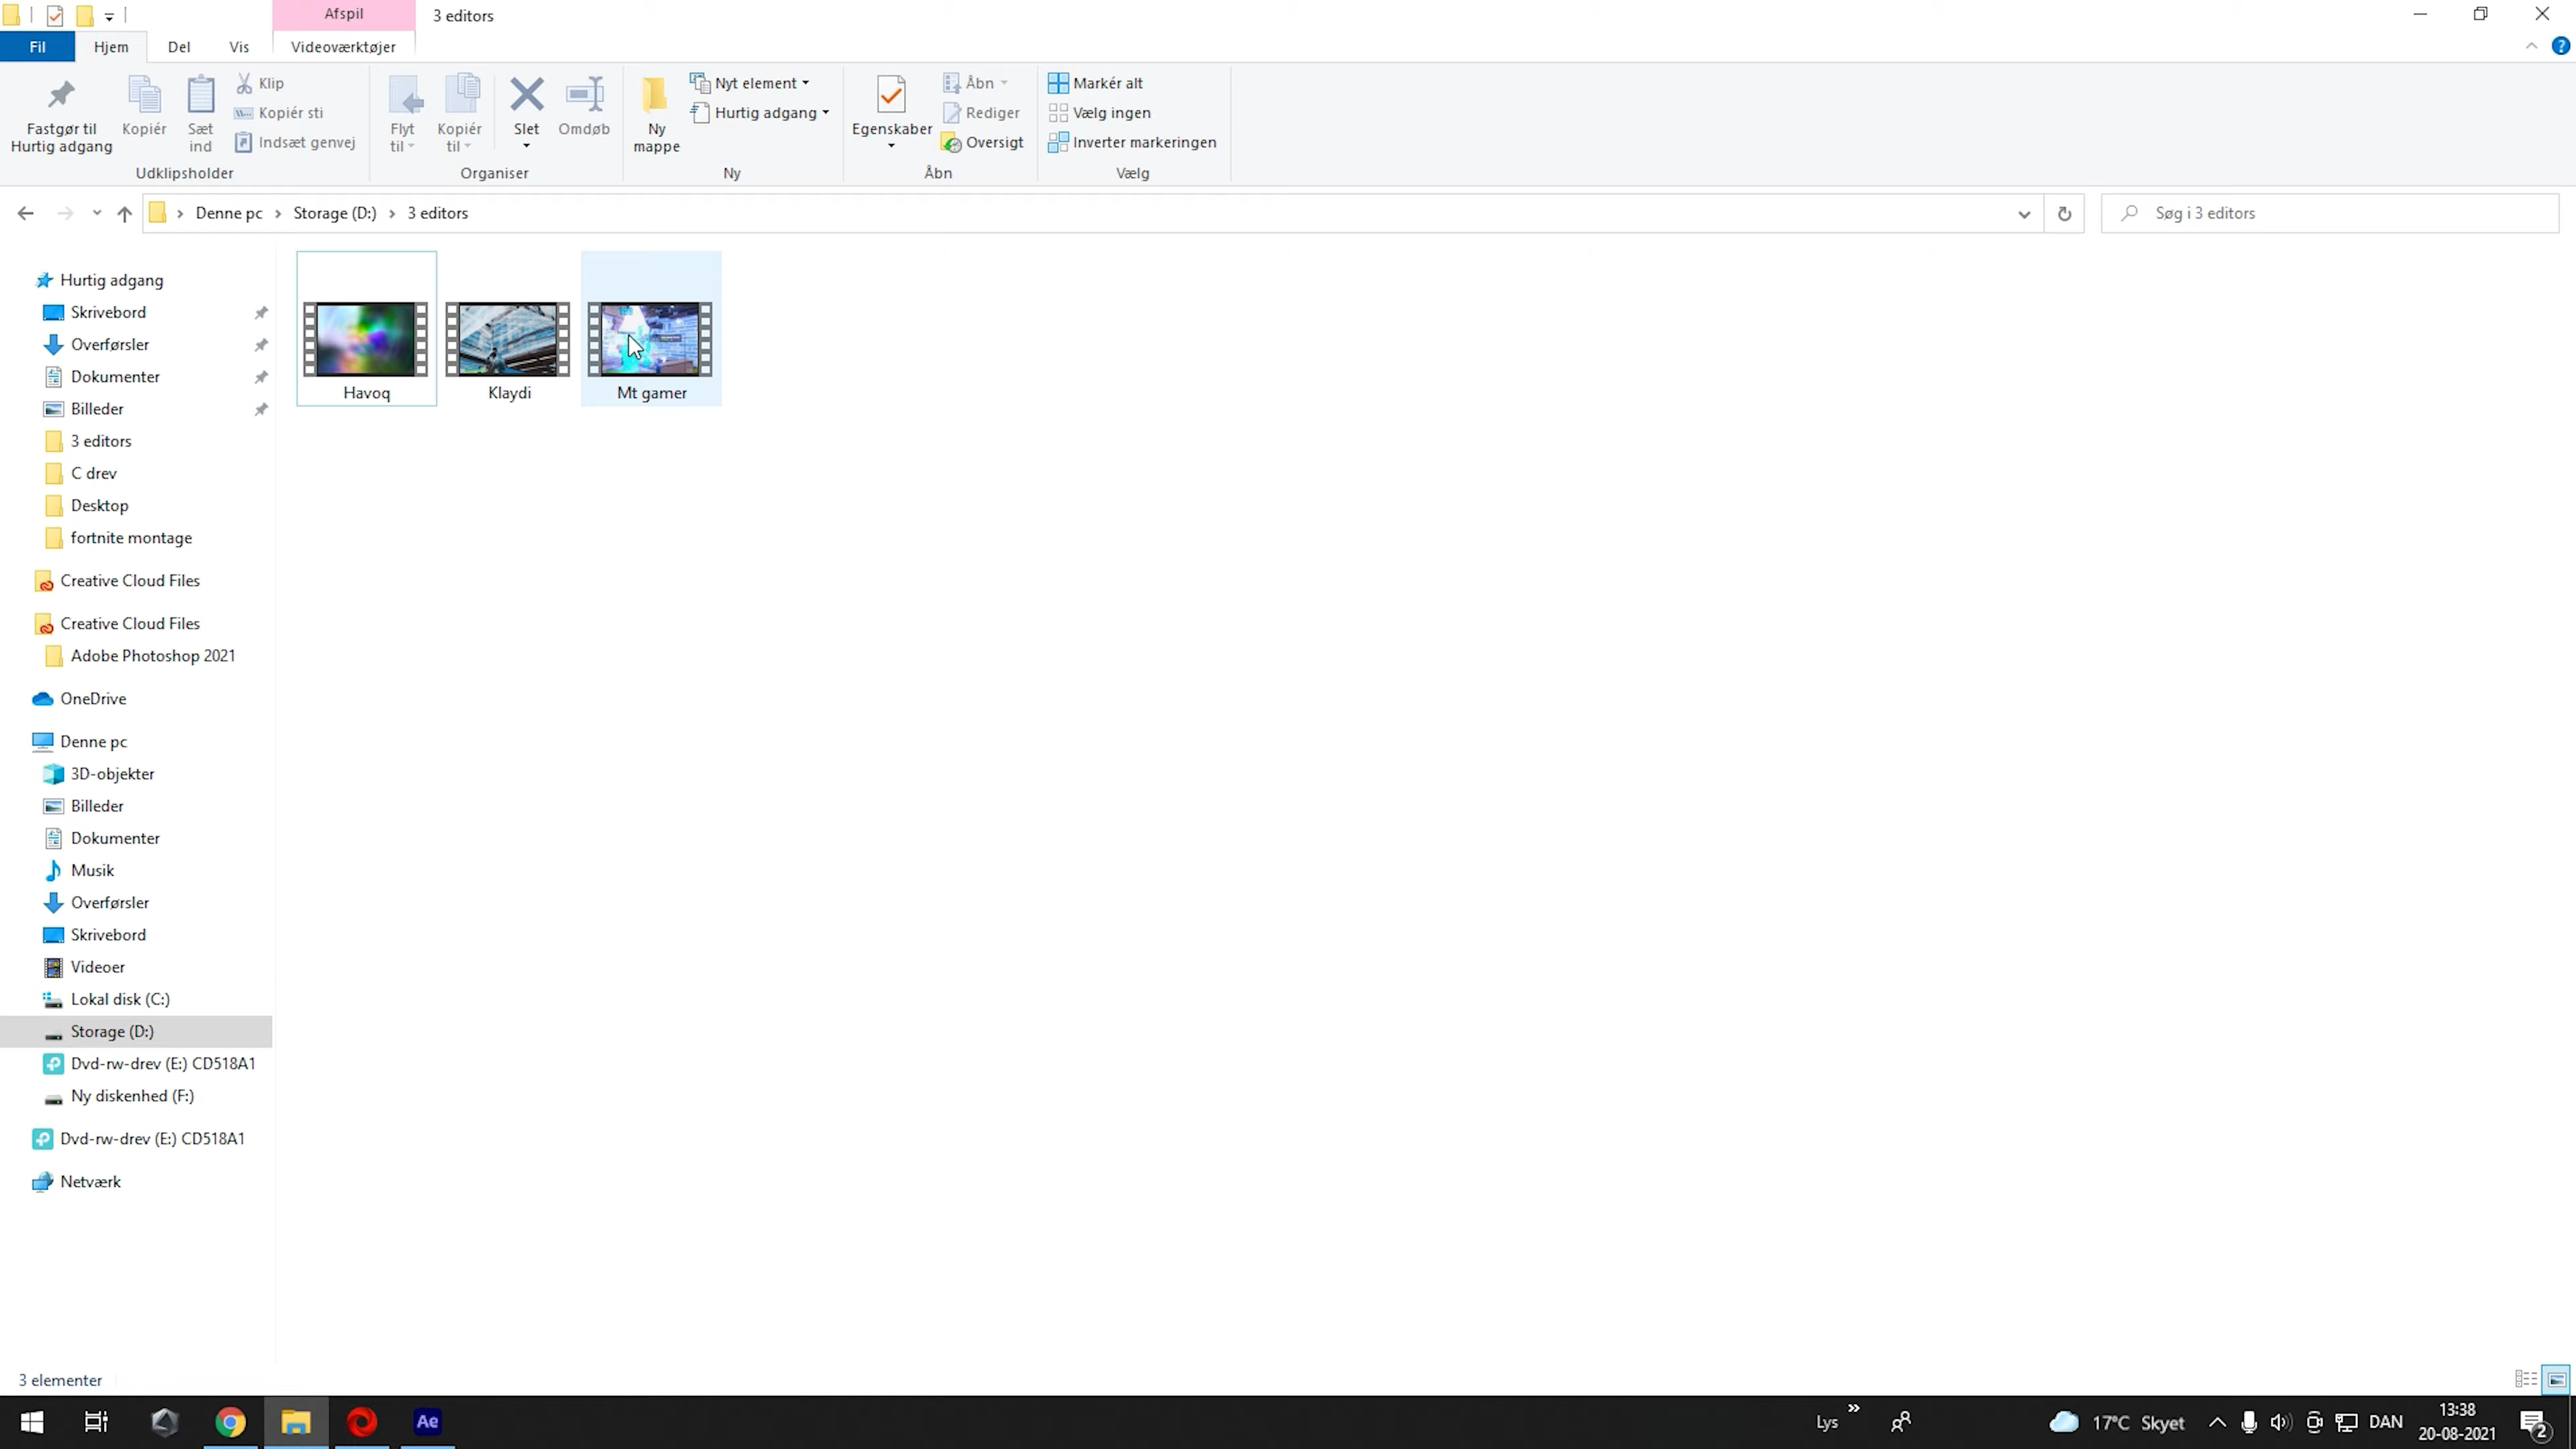 Afspil
3 editors
Fil
Hjem
Del
Vis
Videoværktøjer
Fastgør til
Hurtig adgang
Kopiér
Sæt
ind
Klip
Kopiér sti
Indsæt genvej
Udklipsholder
Flyt
til
Kopiér
til
Slet
Omdøb
Organiser
Ny
mappe
Nyt element
Hurtig adgang
Ny
Egenskaber
Åbn
Rediger
Oversigt
Åbn
Markér alt
Vælg ingen
Inverter markeringen
Vælg
Denne pc
Storage (D:)
3 editors
Søg i 3 editors
Hurtig adgang
Skrivebord
Overførsler
Dokumenter
Billeder
3 editors
C drev
Desktop
fortnite montage
Creative Cloud Files
Creative Cloud Files
Adobe Photoshop 2021
OneDrive
Denne pc
3D-objekter
Billeder
Dokumenter
Musik
Overførsler
Skrivebord
Videoer
Lokal disk (C:)
Storage (D:)
Dvd-rw-drev (E:) CD518A1
Ny diskenhed (F:)
Dvd-rw-drev (E:) CD518A1
Netværk
Havoq
Klaydi
Mt gamer
3 elementer
Ae
Lys
17°C Skyet
DAN
13:38
20-08-2021
2